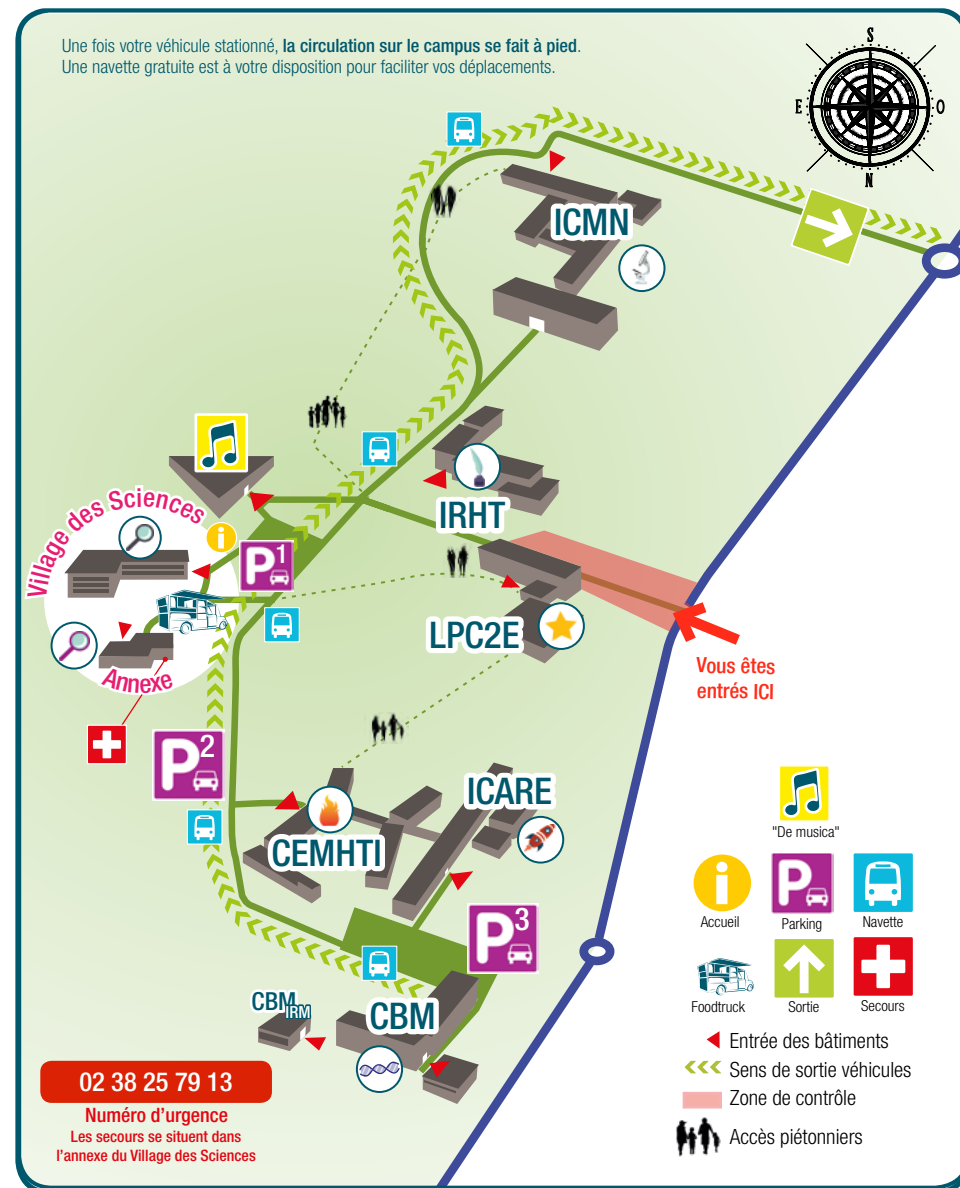 Une fois votre véhicule stationné, la circulation sur le campus se fait à pied.
Une navette gratuite est à votre disposition pour faciliter vos déplacements.
S
E
O
N
ICMN
IRHT
Village des Sciences
i
P1
LPC2E
Annexe
Vous êtes
entrés ICI
P2
ICARE
CEMHTI
"De musica"
i
P
Accueil
Parking
Navette
P3
Foodtruck
Sortie
Secours
CBM
IRM
CBM
Entrée des bâtiments
Sens de sortie véhicules
Zone de contrôle
Accès piétonniers
02 38 25 79 13
Numéro d’urgence
Les secours se situent dans
l’annexe du Village des Sciences